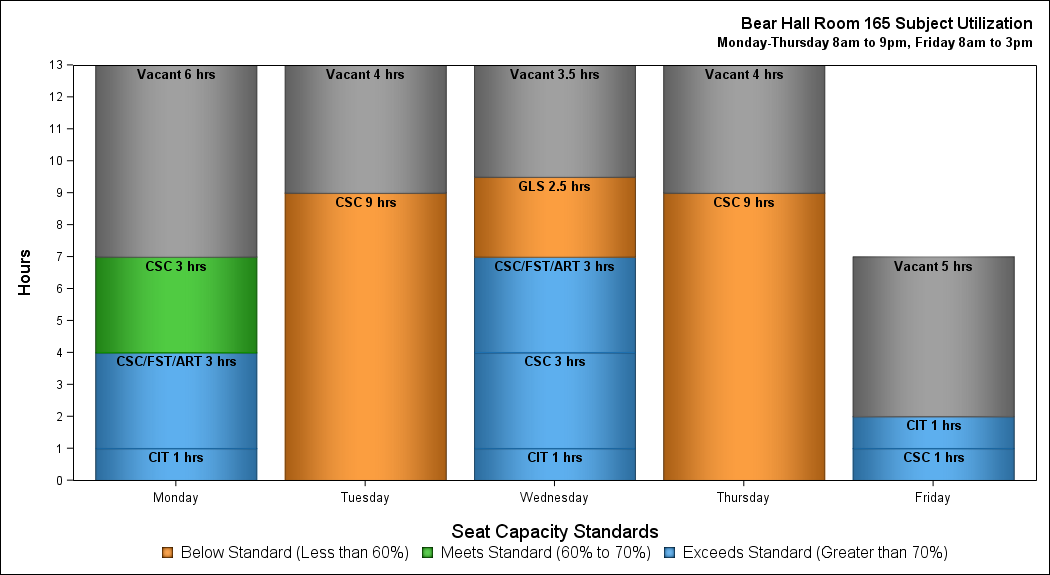 Bear Hall Room 165 Subject Utilization
Monday-Thursday 8am to 9pm, Friday 8am to 3pm
Hours
13
12
11
10
9
8
7
6
5
4
3
2
1
0
Vacant 6 hrs
CSC 3 hrs
CSC/FST/ART 3 hrs
CIT 1 hrs
Vacant 4 hrs
CSC 9 hrs
Vacant 3.5 hrs
GLS 2.5 hrs
CSC/FST/ART 3 hrs
CSC 3 hrs
CIT 1 hrs
Vacant 4 hrs
CSC 9 hrs
Vacant 5 hrs
CIT 1 hrs
CSC 1 hrs
Monday Tuesday Wednesday Thursday Friday
Seat Capacity Standards
Below Standard (Less than 60%) Meets Standard (60% to 70%) Exceeds Standard (Greater than 70%)